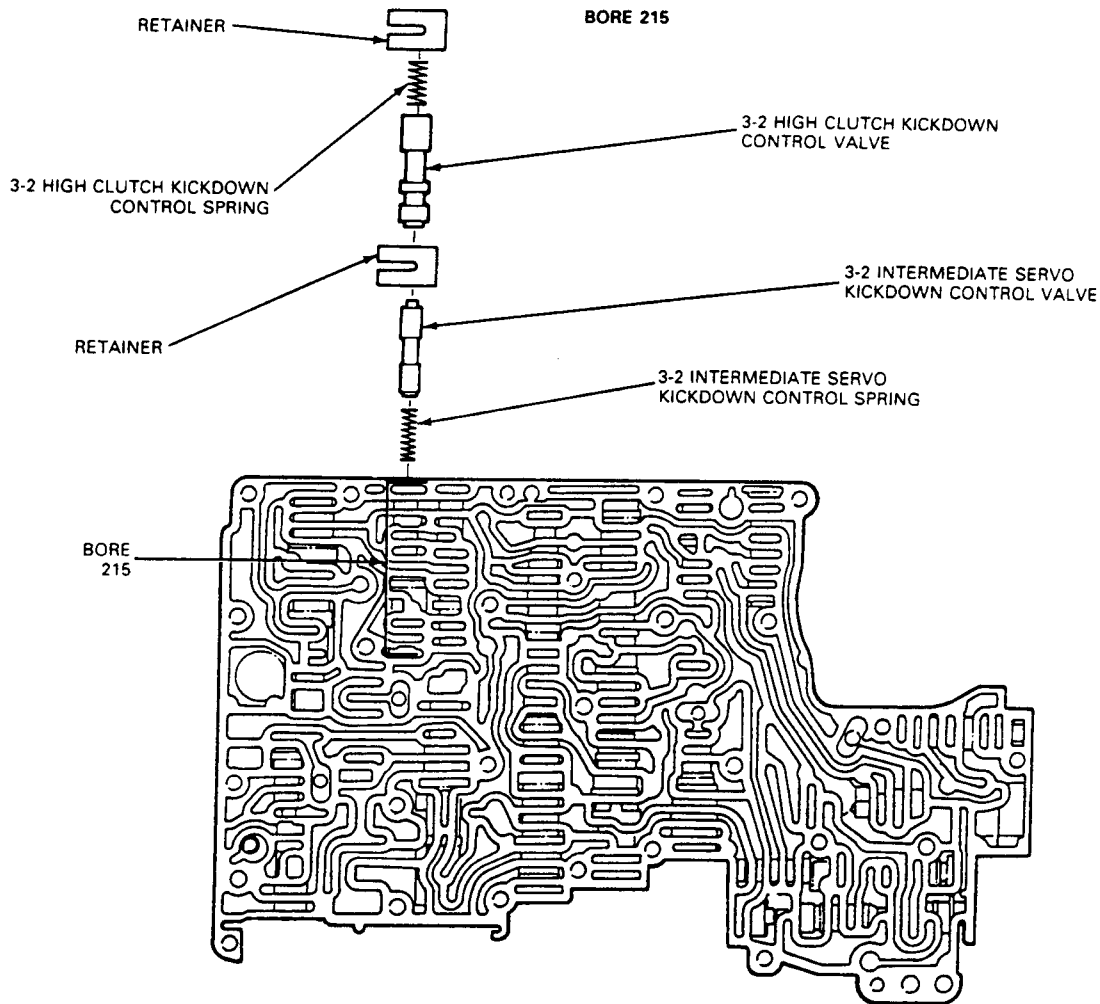 BORE 215
RETAINER
3-2 HIGH CLUTCH KICKDOWN
CONTROL VALVE
3-2 HIGH CLUTCH KICKDOWN
CONTROL SPRING
3-2 INTERMEDIATE SERVO
KICKDOWN CONTROL VALVE
RETAINER
3-2 INTERMEDIATE SERVO
KICKDOWN CONTROL SPRING
BORE
215